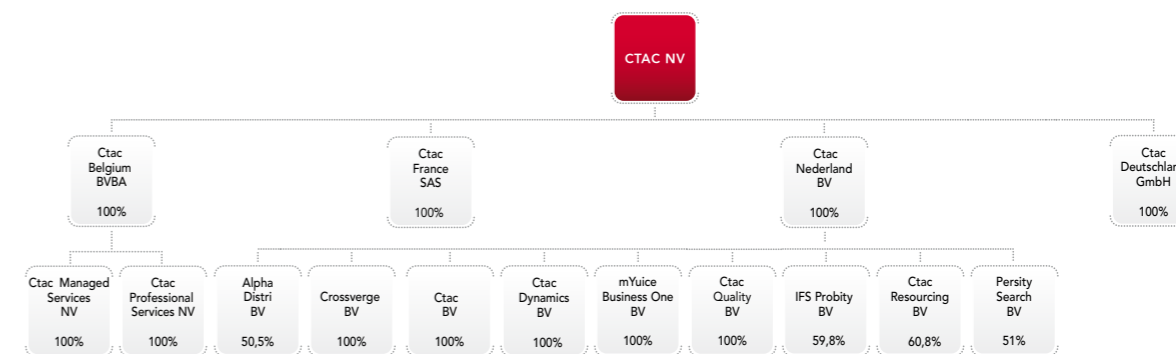 CTAC NV
Ctac
Belgium
BVBA
100%
Ctac
France
SAS
100%
Ctac
Nederland
BV
100%
Ctac
GmbH
100%
Ctac Managed
Services
NV
100%
Ctac
Professional
Services NV
100%
Alpha
Distri
BV
50,5%
Crossverge
BV
100%
Ctac
BV
100%
Ctac
Dynamics
BV
100%
mYuice
Business One
BV
100%
Ctac
Quality
BV
100%
IFS Probity
BV
59,8%
Ctac
Resourcing
BV
60,8%
Persity
Search
BV
51%